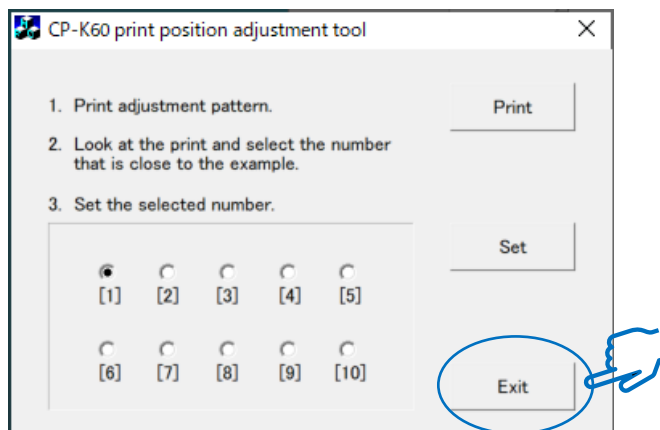 CP-K60 print position adjustment tool
1. Print adjustment pattern.
Print
2. Look at the print and select the number
that is close to the example.
3. Set the selected number.
Set
[1] [2] [3] [4] [5]
[6] [7] [8] [9] [10]
Exit